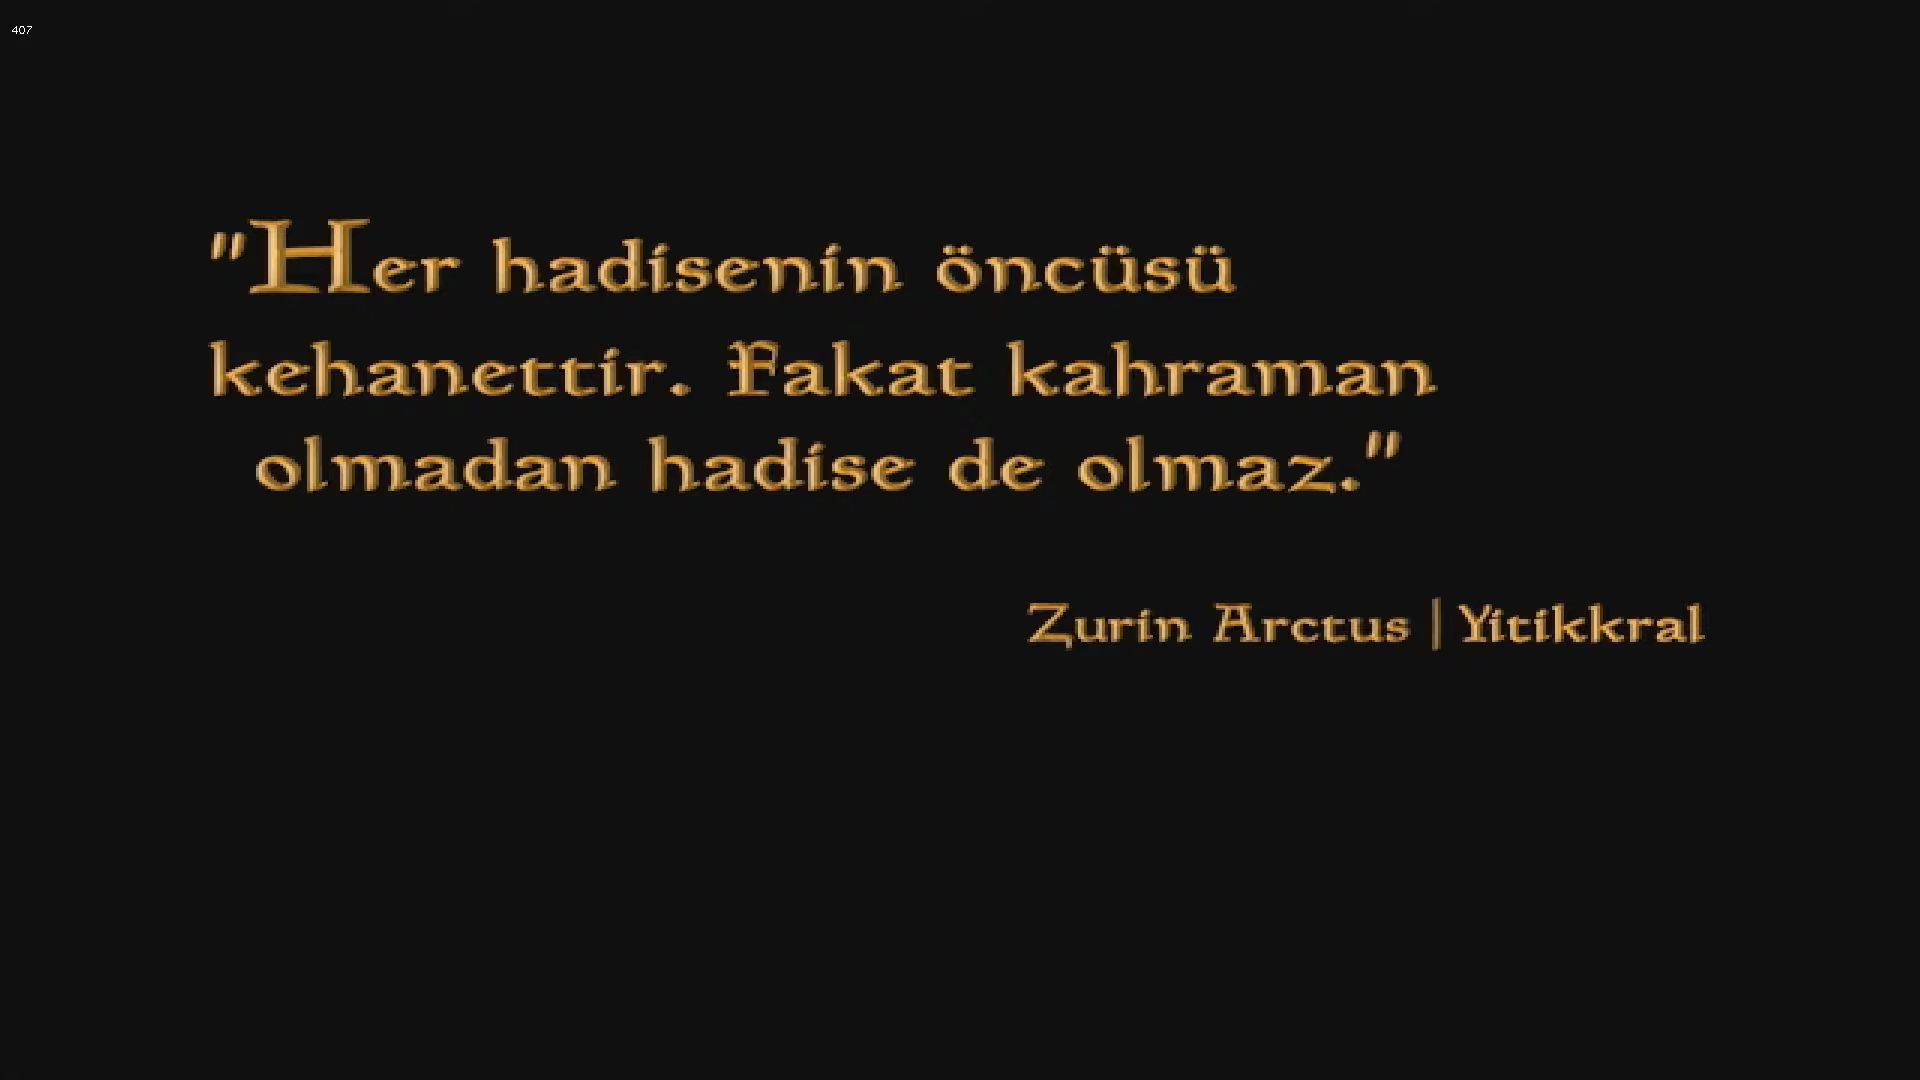 407
"Her hadisenin öncüsü
kehanettir. Fakat kahraman
olmadan hadise de olmaz."
Zurin Arctus | Yitikkral